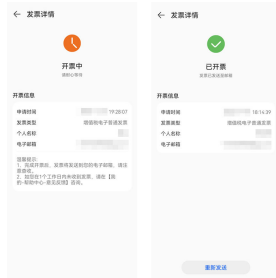 发票详情
开票中
请耐心等待
开票信息
申请时间 19:28:07
发票类型 增值税电子普通发票
个人名称
电子邮箱
温馨提示:
1、完成开票后,发票将发送到您的电子邮箱,请注意查收。
2、如您在1个工作日内未收到发票,请在【我的-帮助中心-意见反馈】咨询。
发票详情
已开票
发票已发送至邮箱
开票信息
申请时间 18:14:39
发票类型 增值税电子普通发票
个人名称
电子邮箱
重新发送